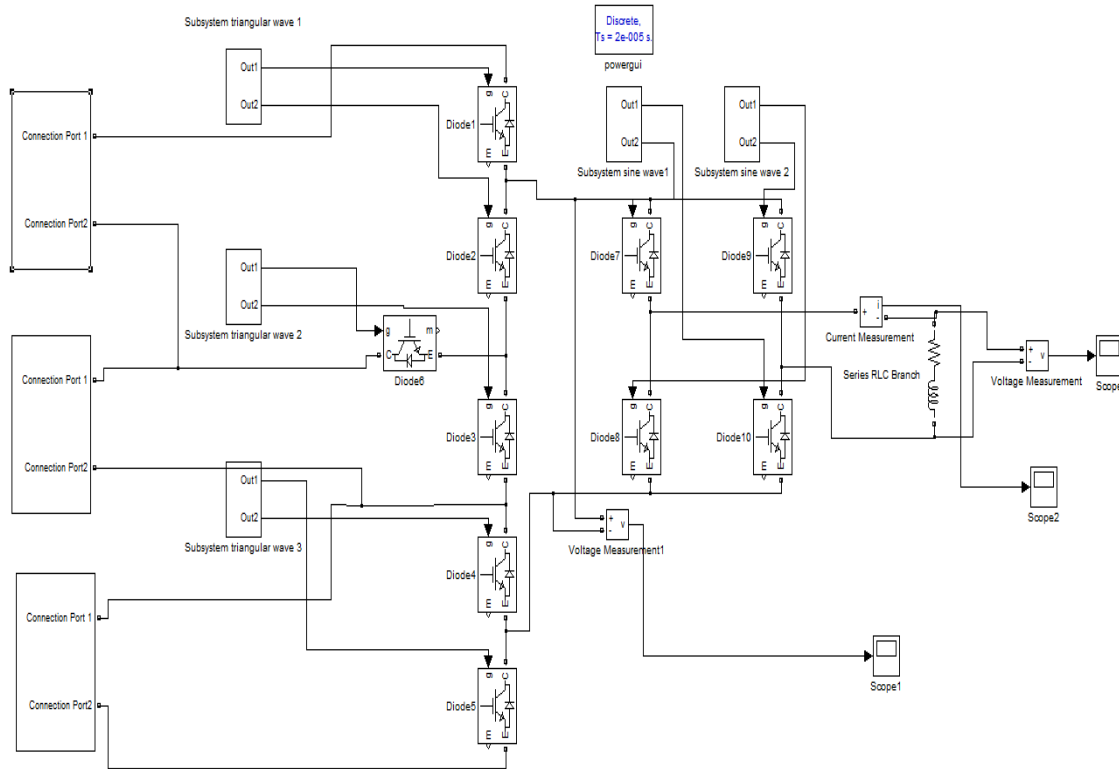 Subsystem triangular wave 1
Discrete,
Ts = 2e-005 s.
powergui
Out1
Out2
Connection Port 1
Connection Port2
g
C
E
E
Diode1
Out1
Out2
Subsystem sine wave1
Out1
Out2
Subsystem sine wave 2
g
C
E
E
Diode2
g
C
E
E
Diode7
g
C
E
E
Diode9
Out1
Out2
Subsystem triangular wave 2
g
m
C
E
Diode6
+
i
-
Current Measurement
Series RLC Branch
+
-
v
Voltage Measurement
Scope
Connection Port 1
Connection Port2
g
C
E
E
Diode3
g
C
E
E
Diode8
g
C
E
E
Diode10
Out1
Out2
Subsystem triangular wave 3
Scope2
g
C
E
E
Diode4
+
-
v
Voltage Measurement1
Connection Port 1
Connection Port2
g
C
E
E
Diode5
Scope1